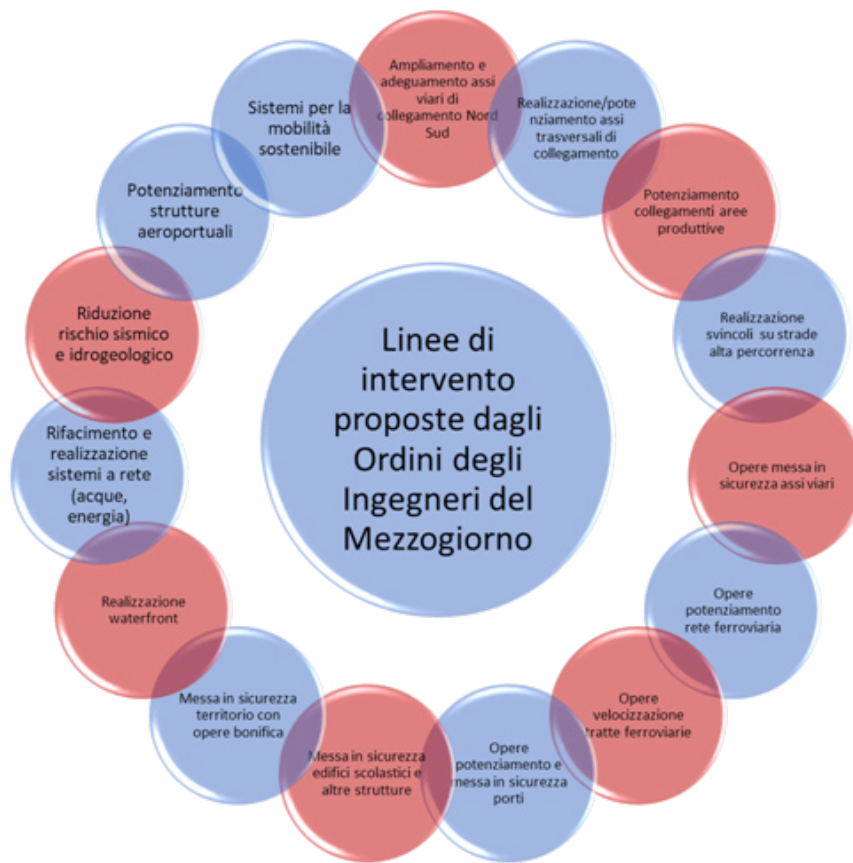 Ampliamento e
adeguamento assi
viari di
collegamento Nord
Sud
Realizzazione/pote
nziamento assi
trasversali di
collegamento
Potenziamento
collegamenti aree
produttive
Realizzazione
svincoli su strade
alta percorrenza
Opere messa in
sicurezza assi viari
Opere
potenziamento
rete ferroviaria
Opere
velocizzazione
tratte ferroviarie
Opere
potenziamento e
messa in sicurezza
porti
Messa in sicurezza
edifici scolastici e
altre strutture
Messa in sicurezza
territorio con
opere bonifica
Realizzazione
waterfront
Rifacimento e
realizzazione
sistemi a rete
(acque,
energia)
Riduzione
rischio sismico
e idrogeologico
Potenziamento
strutture
aeroportuali
Sistemi per la
mobilità
sostenibile
Linee di
intervento
proposte dagli
Ordini degli
Ingegneri del
Mezzogiorno